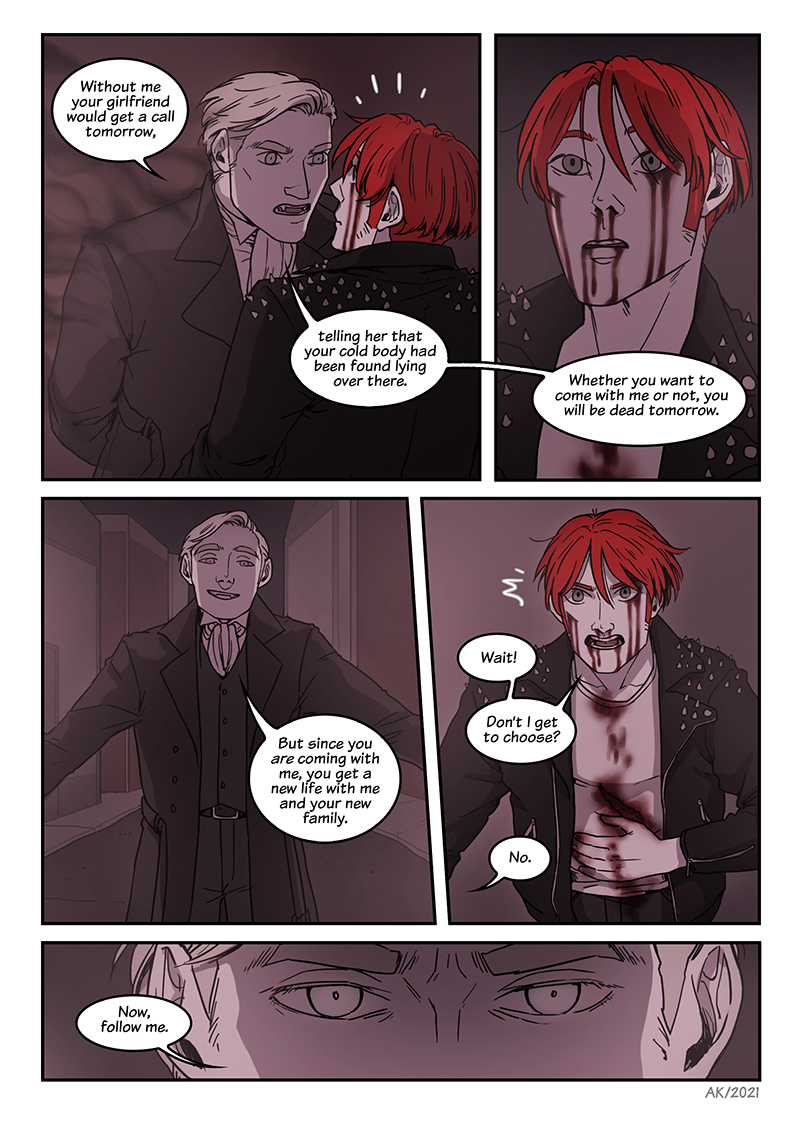 Without me
your girlfriend
would get a call
tomorrow,
telling her that
your cold body had
been found lying
over there.
Whether you want to
come with me or not, you
will be dead tomorrow.
But since you
are coming with
me, you get a
new life with me
and your new
family.
Wait!
Don't I get
to choose?
No.
Now,
follow me.
AK/2021